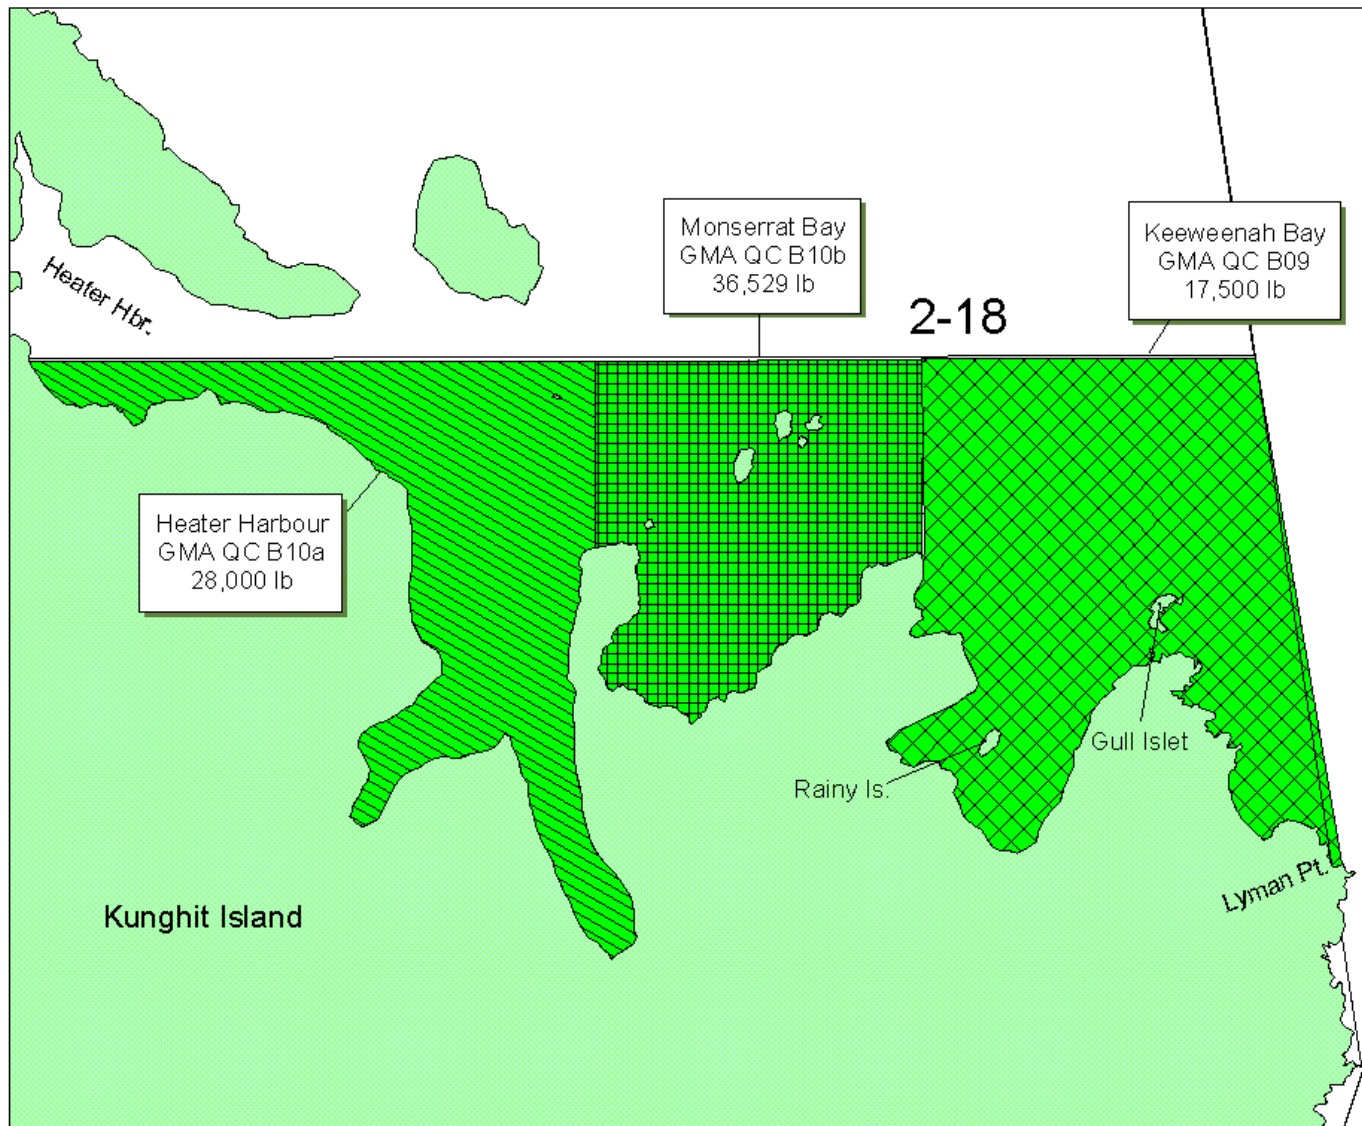 Monserrat Bay
GMA QC B10b
36,529 lb
Keeweenah Bay
GMA QC B09
17,500 lb
Heater Hbr.
2-18
Heater Harbour
GMA QC B10a
28,000 lb
Gull Islet
Rainy Is.
Lyman Pt.
Kunghit Island